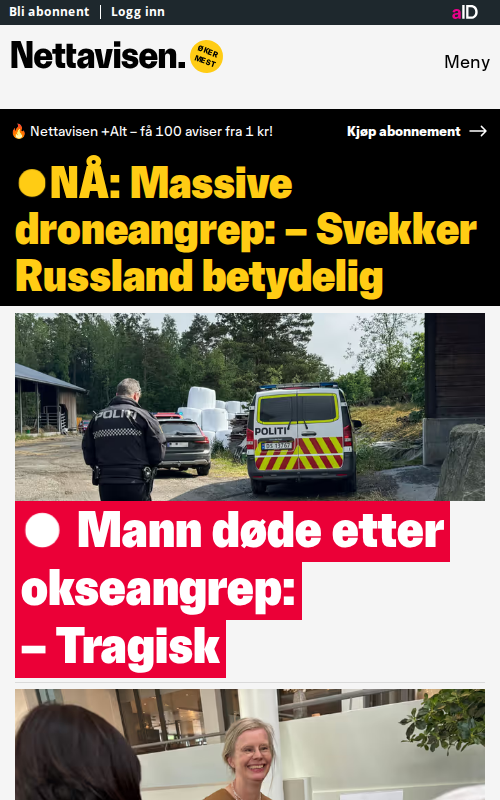 Bli abonnent | Logg inn
aID
Nettavisen.
ØKER
MEST
Meny
Nettavisen +Alt – få 100 aviser fra 1 kr!
Kjøp abonnement
NÅ: Massive
droneangrep: – Svekker
Russland betydelig
POLITI
POLITI
Mann døde etter
okseangrep:
– Tragisk